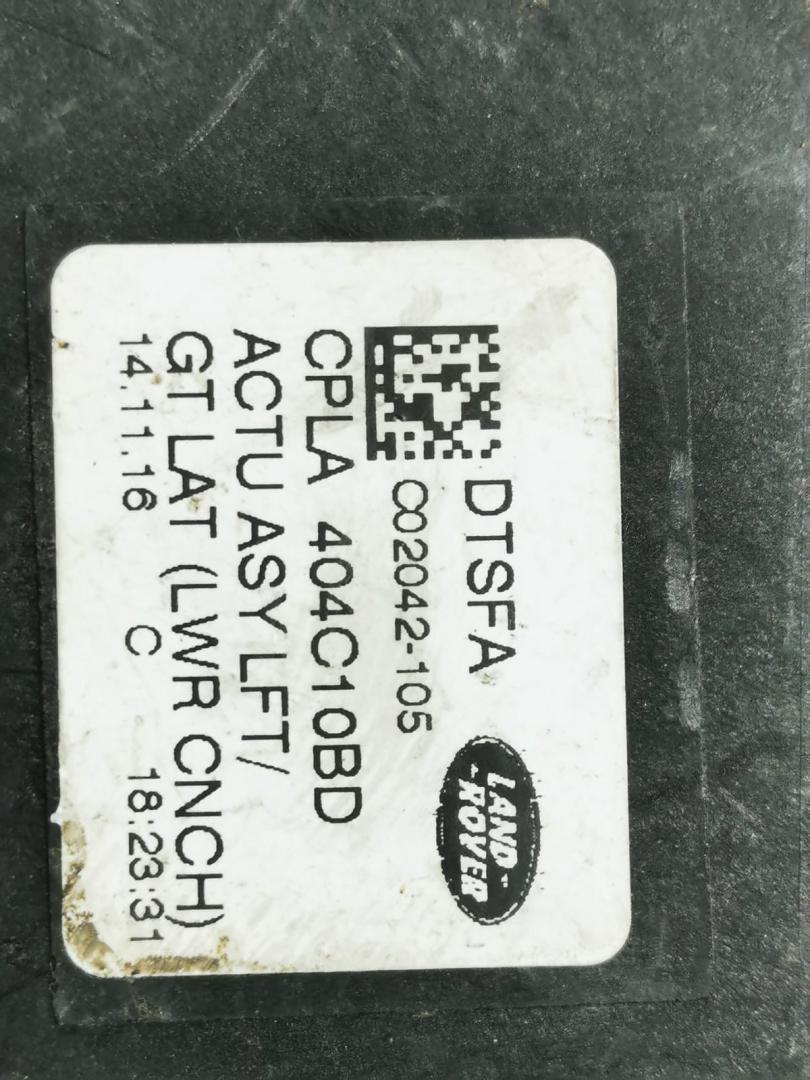 DTSFA
C02042-105
LAND-
-ROVER
CPLA 404C10BD
ACTU ASY LFT/
GT LAT (LWR CNCH)
14.11.16 C 18:23:31